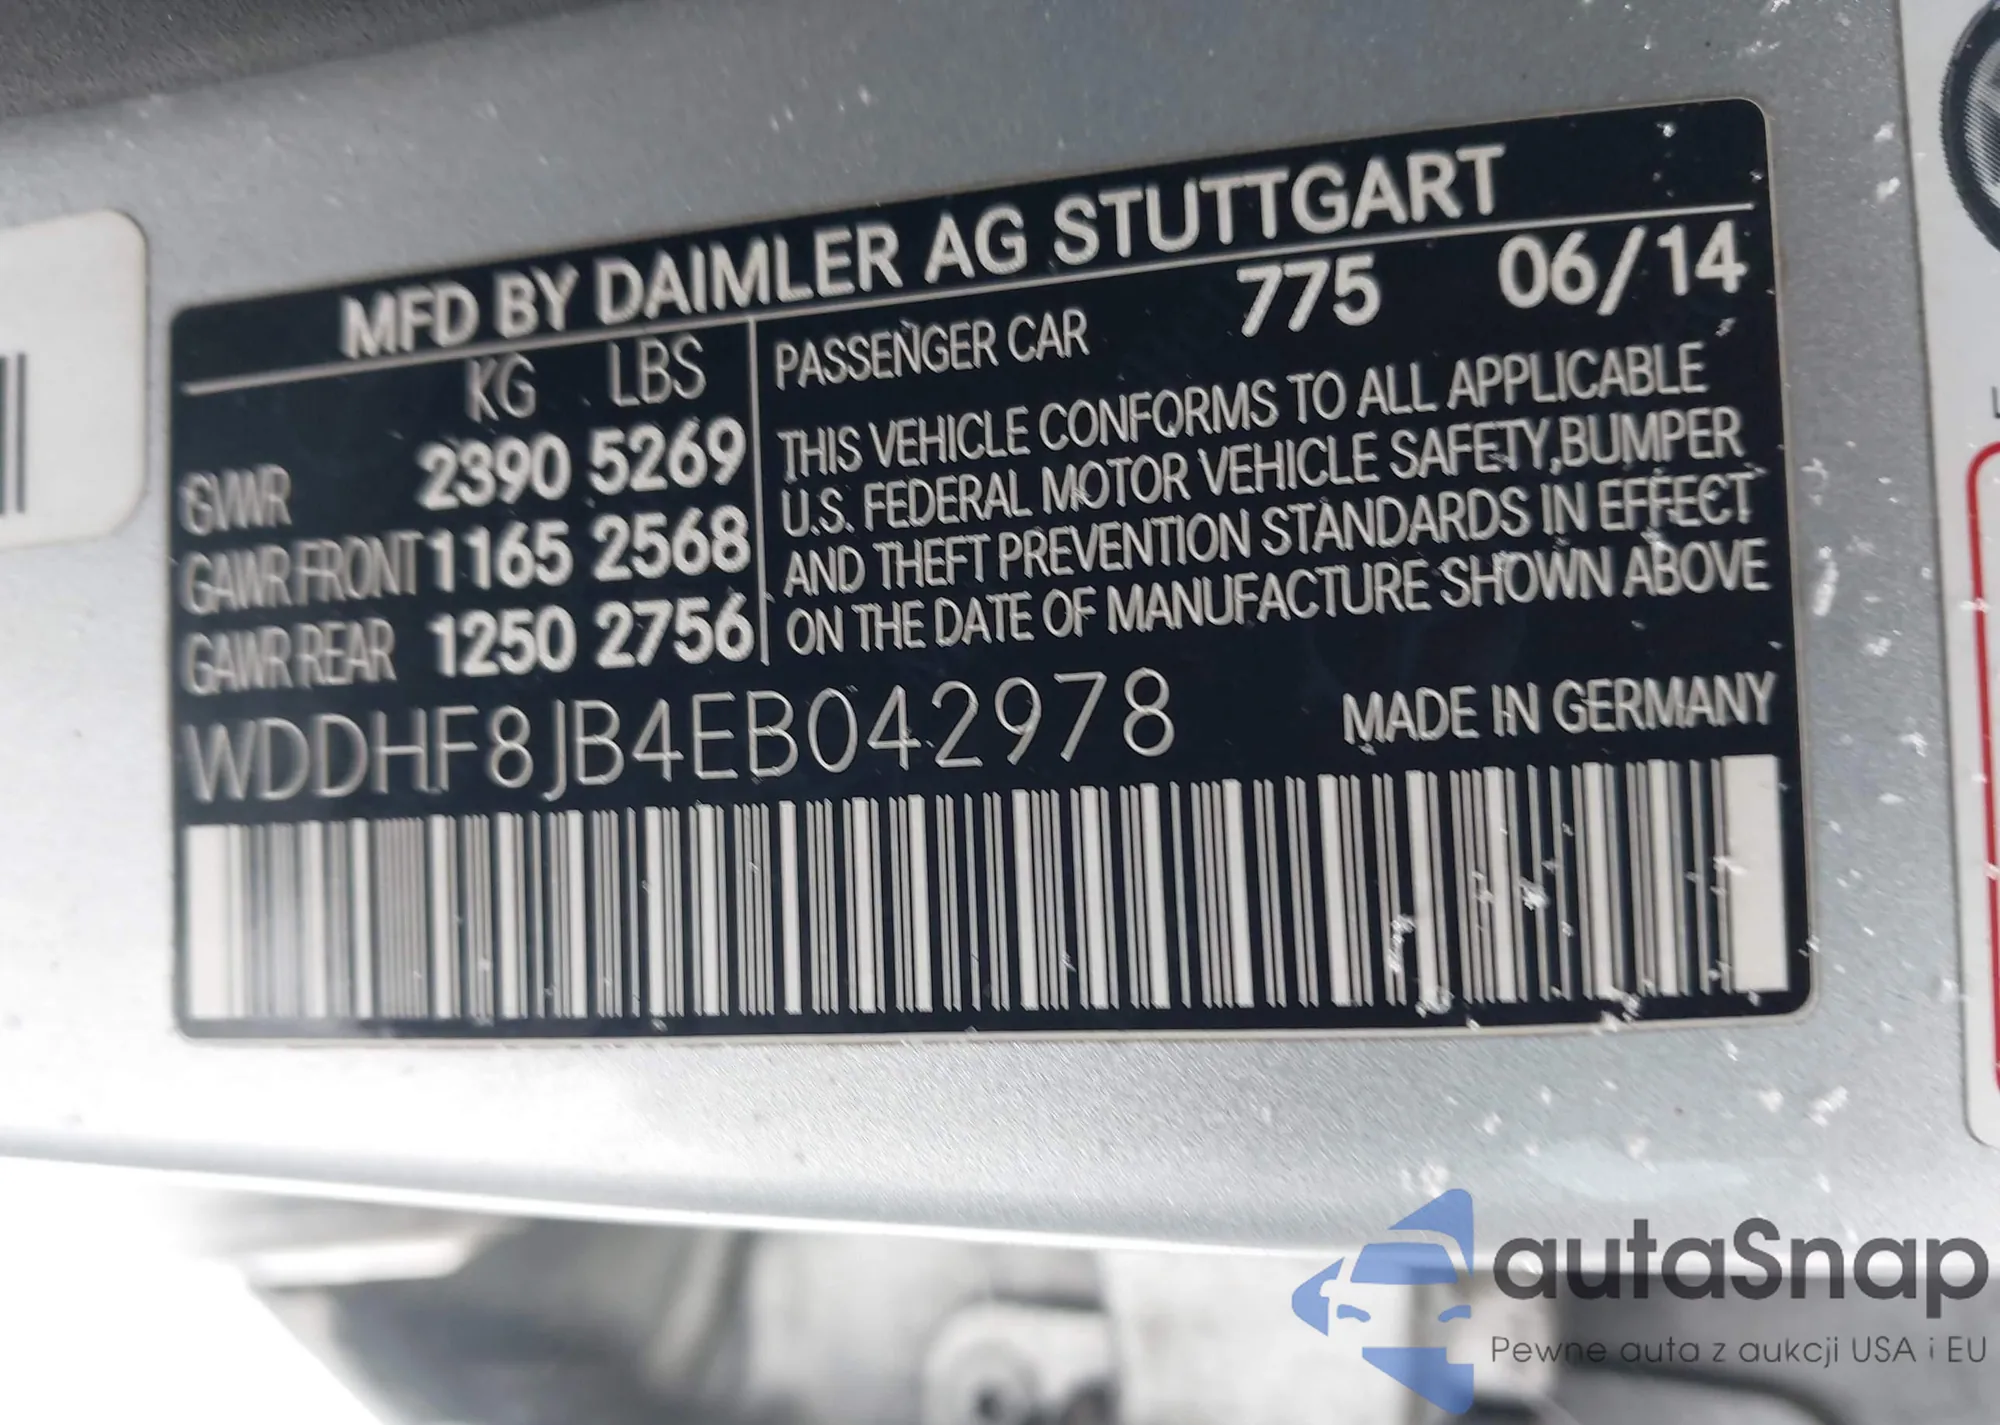 MFD BY DAIMLER AG STUTTGART
KG LBS
GVWR 2390 5269
GAWR FRONT 1165 2568
GAWR REAR 1250 2756
PASSENGER CAR 775 06/14
THIS VEHICLE CONFORMS TO ALL APPLICABLE
U.S. FEDERAL MOTOR VEHICLE SAFETY,BUMPER
AND THEFT PREVENTION STANDARDS IN EFFECT
ON THE DATE OF MANUFACTURE SHOWN ABOVE
WDDHF8JB4EB042978 MADE IN GERMANY
autaSnap
Pewne auta z aukcji USA i EU